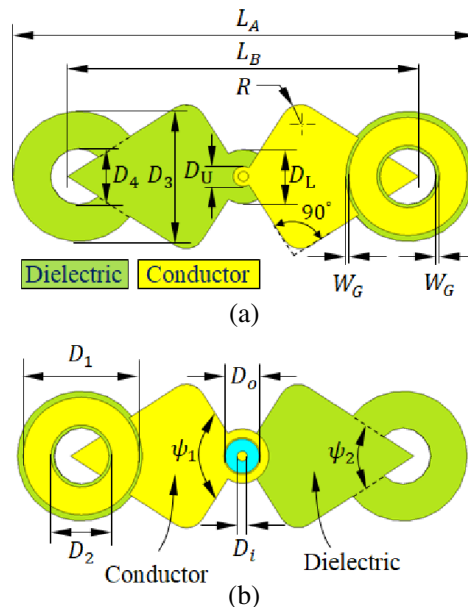 L_A
L_B
R
D_4
D_3
D_U
D_L
90°
Dielectric
Conductor
W_G
W_G
(a)
D_1
D_o
ψ_1
ψ_2
D_2
D_i
Conductor
Dielectric
(b)